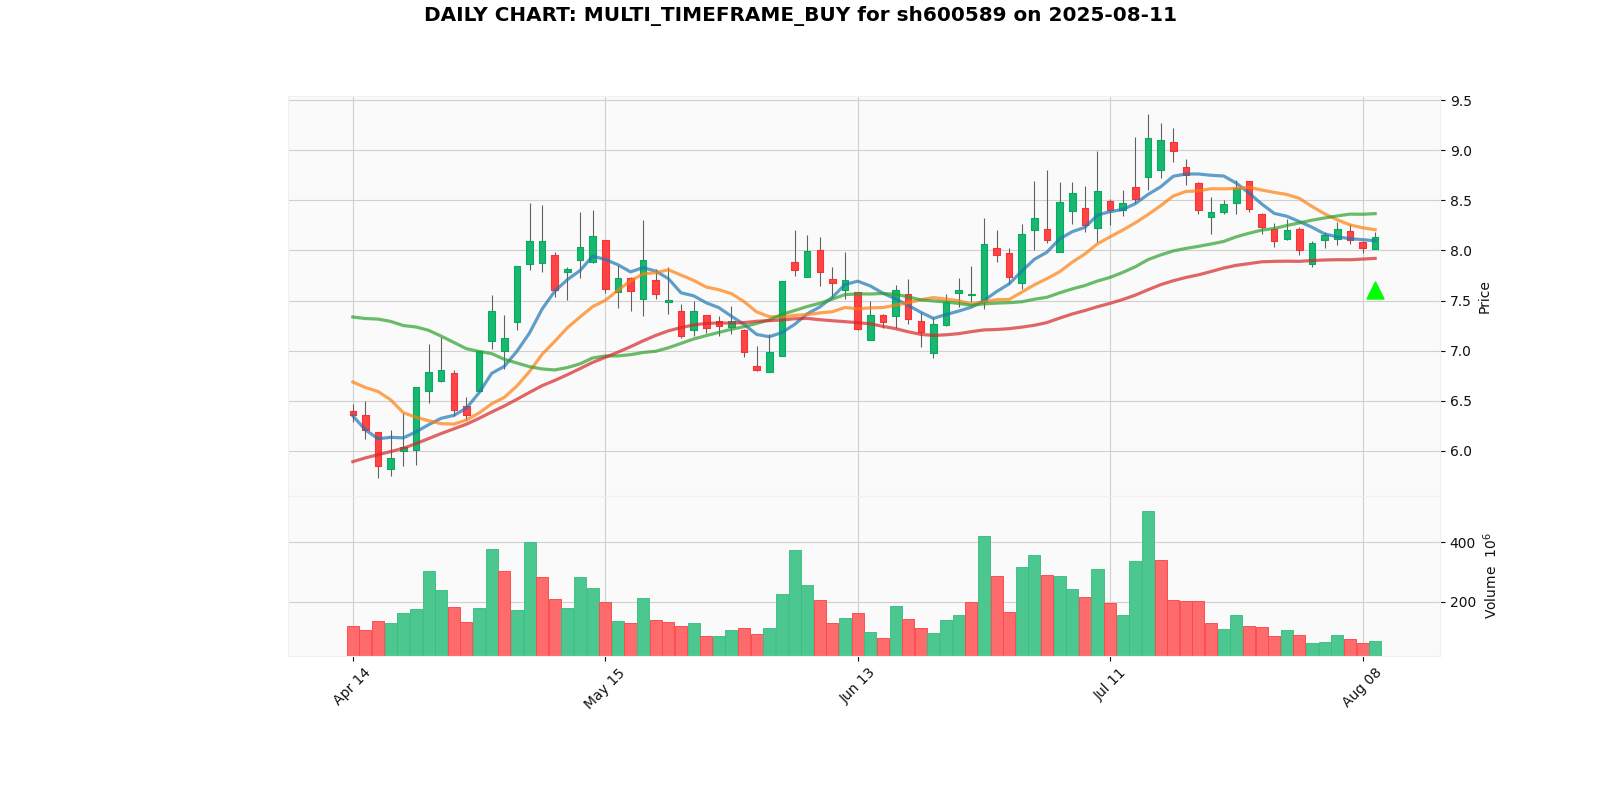 DAILY CHART: MULTI_TIMEFRAME_BUY for sh600589 on 2025-08-11
9.5
9.0
8.5
8.0
7.5
7.0
6.5
6.0
Price
400
200
Volume 10⁶
Apr 14
May 15
Jun 13
Jul 11
Aug 08